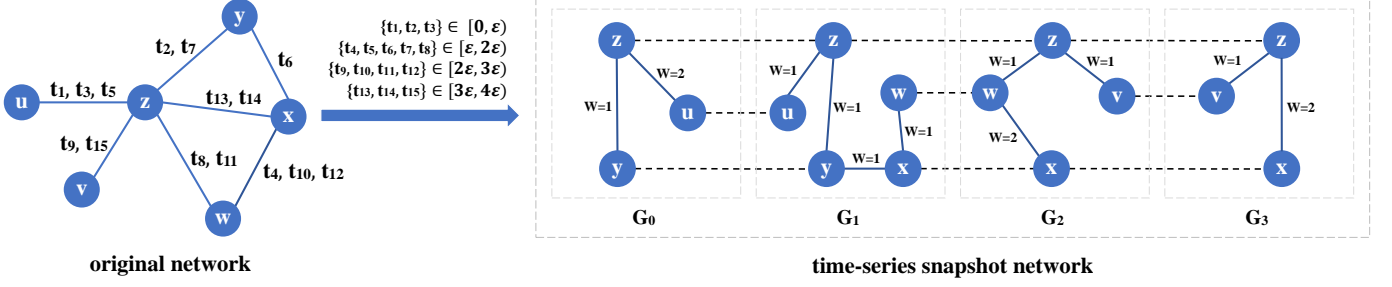 y
t₂, t₇
t₆
u
t₁, t₃, t₅
z
t₁₃, t₁₄
x
t₉, t₁₅
t₈, t₁₁
t₄, t₁₀, t₁₂
v
w
original network
{t₁, t₂, t₃} ∈ [0, ε)
{t₄, t₅, t₆, t₇, t₈} ∈ [ε, 2ε)
{t₉, t₁₀, t₁₁, t₁₂} ∈ [2ε, 3ε)
{t₁₃, t₁₄, t₁₅} ∈ [3ε, 4ε)
z
W=2
W=1
u
y
G₀
z
W=1
u
W=1
w
W=1
y
W=1
x
G₁
z
W=1
W=1
w
v
W=2
x
G₂
z
W=1
v
W=2
x
G₃
time-series snapshot network